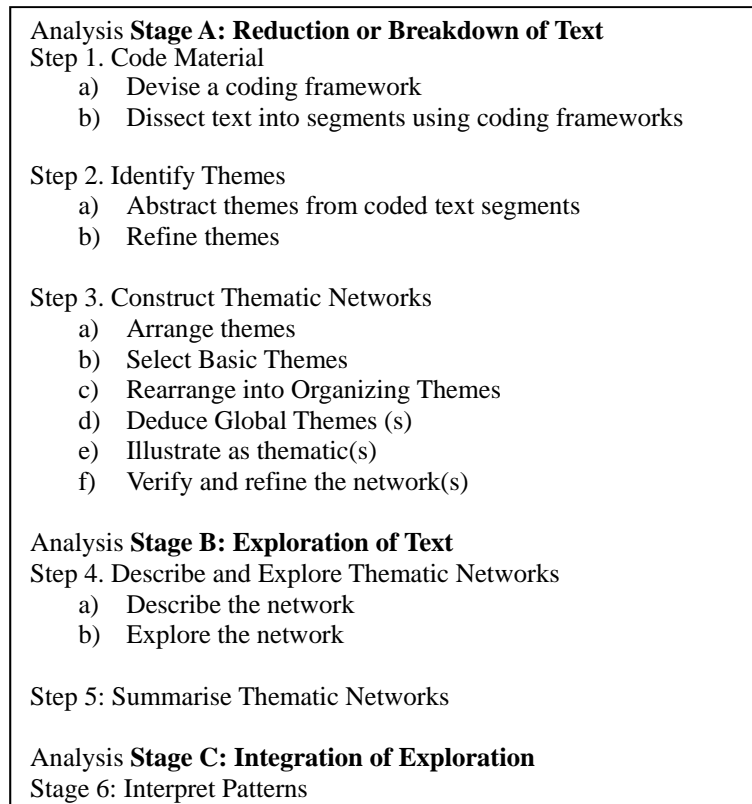 Analysis Stage A: Reduction or Breakdown of Text
Step 1. Code Material
a) Devise a coding framework
b) Dissect text into segments using coding frameworks
Step 2. Identify Themes
a) Abstract themes from coded text segments
b) Refine themes
Step 3. Construct Thematic Networks
a) Arrange themes
b) Select Basic Themes
c) Rearrange into Organizing Themes
d) Deduce Global Themes (s)
e) Illustrate as thematic(s)
f) Verify and refine the network(s)
Analysis Stage B: Exploration of Text
Step 4. Describe and Explore Thematic Networks
a) Describe the network
b) Explore the network
Step 5: Summarise Thematic Networks
Analysis Stage C: Integration of Exploration
Stage 6: Interpret Patterns